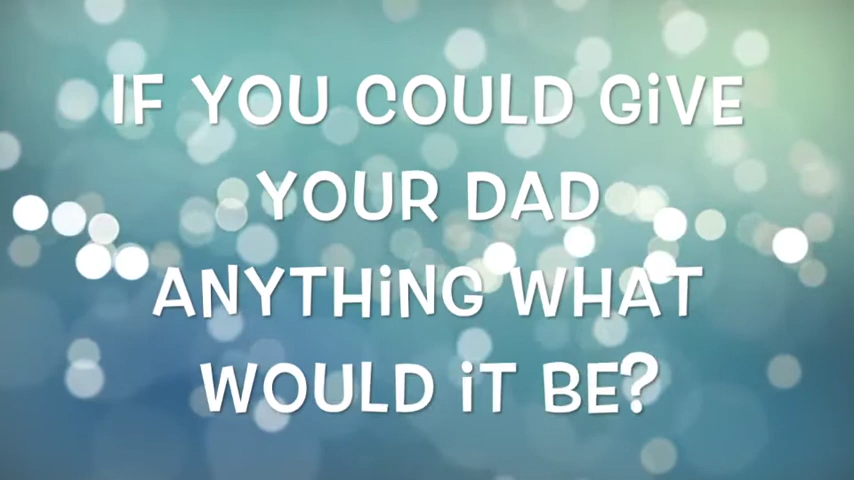 IF YOU COULD GiVE
YOUR DAD
ANYTHiNG WHAT
WOULD iT BE?